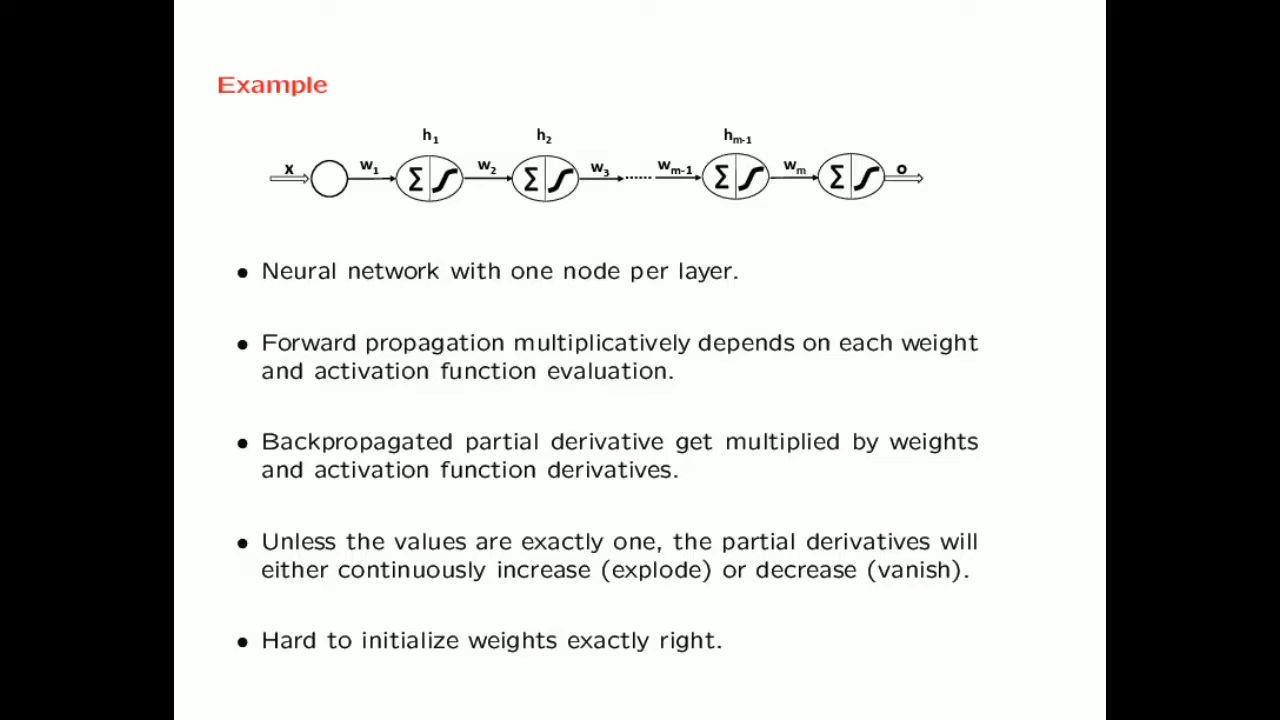 Example
h1 h2 hm-1
x w1 Σ w2 Σ w3 ...... wm-1 Σ wm Σ o
• Neural network with one node per layer.
• Forward propagation multiplicatively depends on each weight
and activation function evaluation.
• Backpropagated partial derivative get multiplied by weights
and activation function derivatives.
• Unless the values are exactly one, the partial derivatives will
either continuously increase (explode) or decrease (vanish).
• Hard to initialize weights exactly right.